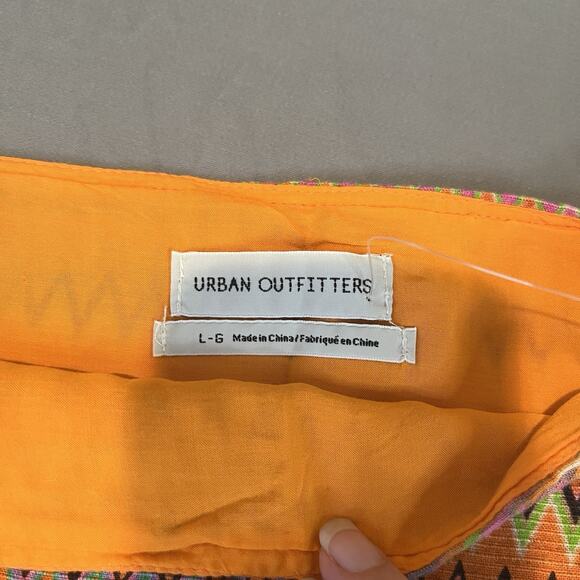 URBAN OUTFITTERS
L-G Made in China/Fabriqué en Chine